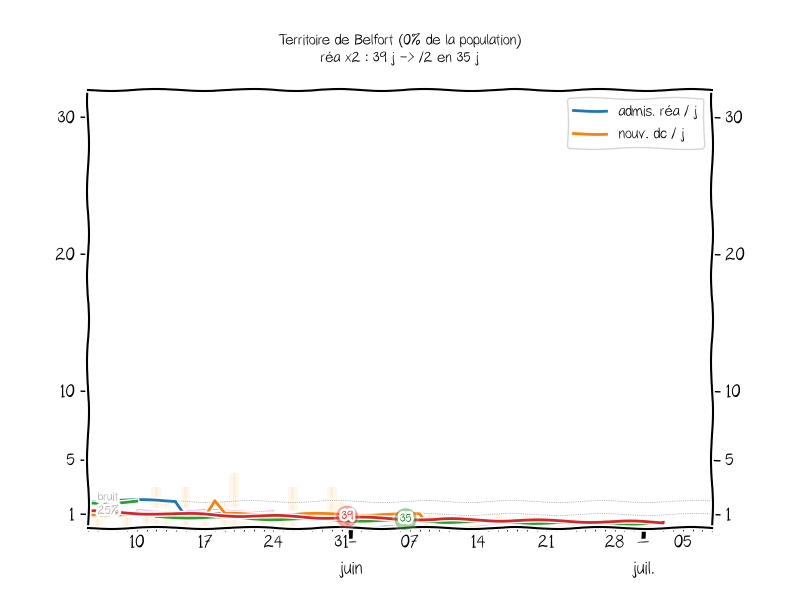 Territoire de Belfort (0% de la population)
réa x2 : 39 j -> /2 en 35 j
admis. réa / j
nouv. dc / j
30
30
20
20
10
10
5
5
bruit
25%
1
1
39
35
10 17 24 31 07 14 21 28 05
juin juil.